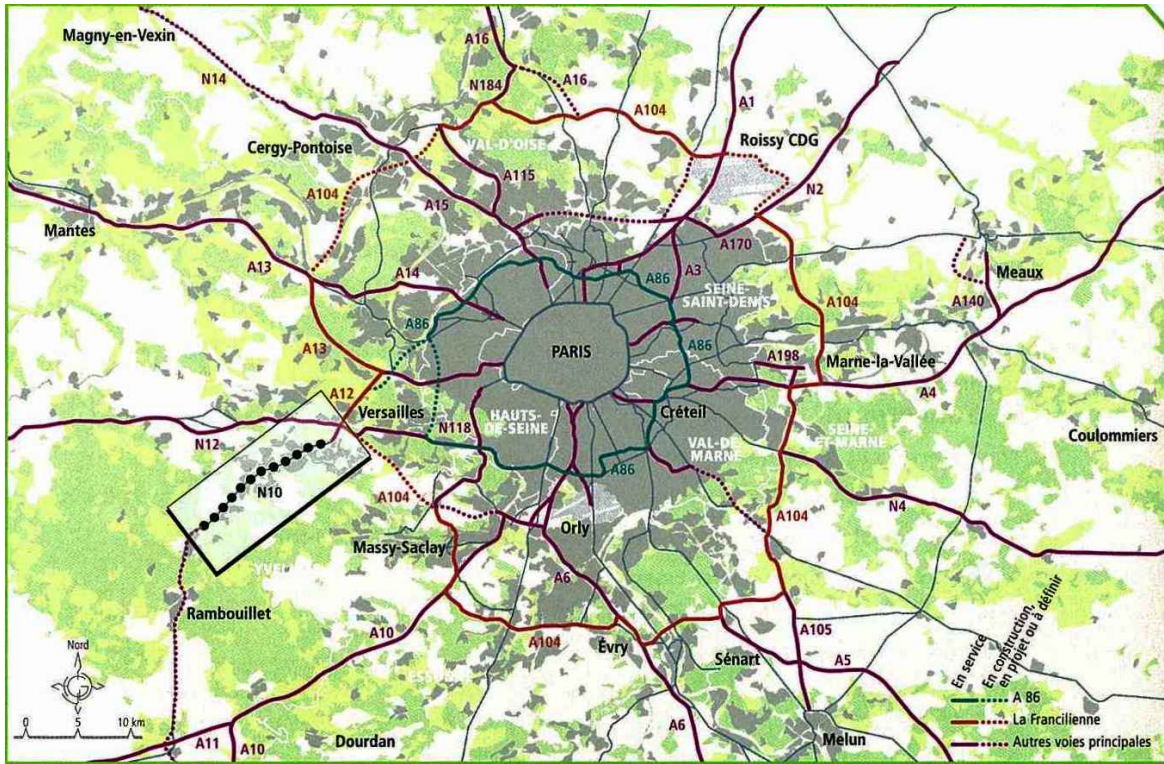 Magny-en-Vexin
A16
N14
N184
A16
A1
A104
Roissy CDG
Cergy-Pontoise
VAL-D'OISE
A115
N2
A104
A15
Mantes
A170
A13
A14
A3
A86
Meaux
SEINE-
SAINT-DENIS
A140
A104
A86
A86
A13
PARIS
A198
Marne-la-Vallée
A12
A4
Versailles
HAUTS-
DE-SEINE
Créteil
N118
SEINE-
ET-MARNE
Coulommiers
N12
VAL-DE-
MARNE
A86
N10
A104
N4
Orly
A104
Massy-Saclay
A6
Rambouillet
A10
A105
Nord
A104
Évry
Sénart
A5
En service
En construction,
en projet ou à définir
A 86
La Francilienne
Autres voies principales
0 5 10 km
A11
A10
Dourdan
A6
Melun